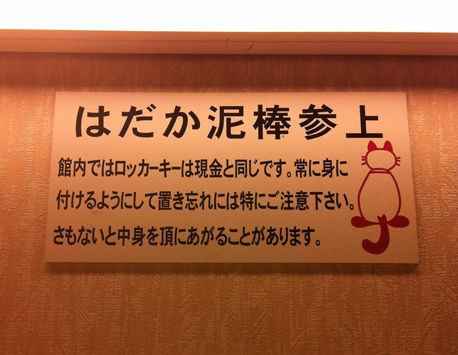 はだか泥棒参上
館内ではロッカーキーは現金と同じです。常に身に
付けるようにして置き忘れには特にご注意下さい。
さもないと中身を頂にあがることがあります。